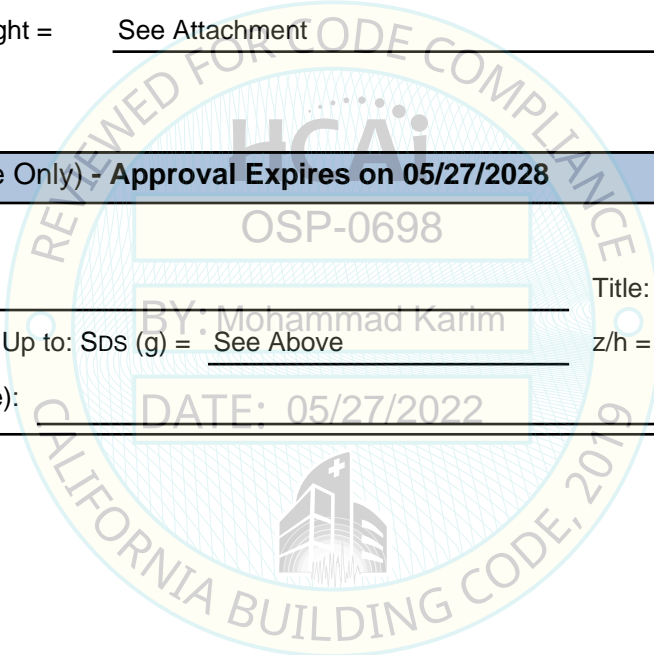 ght = See Attachment
REVIEWED FOR CODE COMPLIANCE
HCAi
e Only) - Approval Expires on 05/27/2028
OSP-0698
Title:
BY: Mohammad Karim
Up to: SDS (g) = See Above z/h =
e):
DATE: 05/27/2022
CALIFORNIA BUILDING CODE, 2019